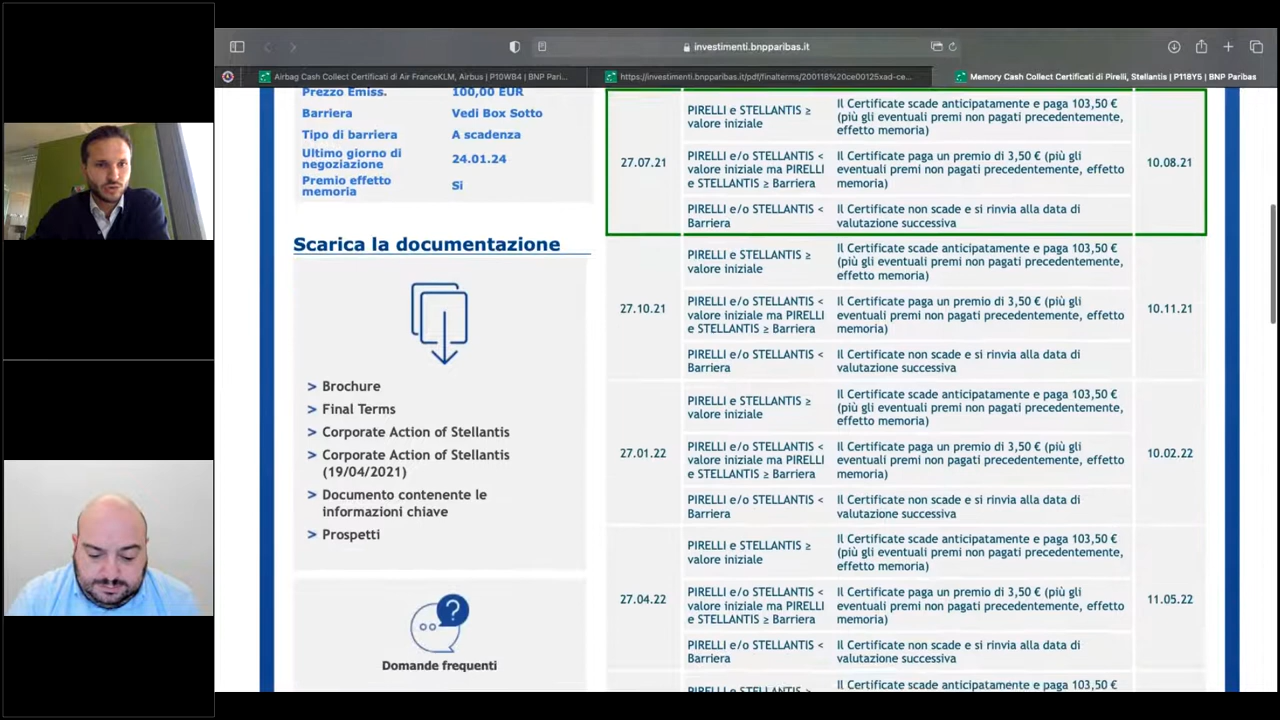 investimenti.bnpparibas.it
Airbag Cash Collect Certificati di Air FranceKLM, Airbus | P10WB4 | BNP Pari...
https://investimenti.bnpparibas.it/pdf/finalterms/200118%20ce00125xad-ce...
Memory Cash Collect Certificati di Pirelli, Stellantis | P118Y5 | BNP Paribas
Prezzo Emiss. 100,00 EUR
Barriera Vedi Box Sotto
Tipo di barriera A scadenza
Ultimo giorno di
negoziazione 24.01.24
Premio effetto
memoria Si
Scarica la documentazione
> Brochure
> Final Terms
> Corporate Action of Stellantis
> Corporate Action of Stellantis
(19/04/2021)
> Documento contenente le
informazioni chiave
> Prospetti
Domande frequenti
27.07.21
PIRELLI e STELLANTIS ≥
valore iniziale
Il Certificate scade anticipatamente e paga 103,50 €
(più gli eventuali premi non pagati precedentemente,
effetto memoria)
PIRELLI e/o STELLANTIS <
valore iniziale ma PIRELLI
e STELLANTIS ≥ Barriera
Il Certificate paga un premio di 3,50 € (più gli
eventuali premi non pagati precedentemente, effetto
memoria)
PIRELLI e/o STELLANTIS <
Barriera
Il Certificate non scade e si rinvia alla data di
valutazione successiva
10.08.21
27.10.21
PIRELLI e STELLANTIS ≥
valore iniziale
Il Certificate scade anticipatamente e paga 103,50 €
(più gli eventuali premi non pagati precedentemente,
effetto memoria)
PIRELLI e/o STELLANTIS <
valore iniziale ma PIRELLI
e STELLANTIS ≥ Barriera
Il Certificate paga un premio di 3,50 € (più gli
eventuali premi non pagati precedentemente, effetto
memoria)
PIRELLI e/o STELLANTIS <
Barriera
Il Certificate non scade e si rinvia alla data di
valutazione successiva
10.11.21
27.01.22
PIRELLI e STELLANTIS ≥
valore iniziale
Il Certificate scade anticipatamente e paga 103,50 €
(più gli eventuali premi non pagati precedentemente,
effetto memoria)
PIRELLI e/o STELLANTIS <
valore iniziale ma PIRELLI
e STELLANTIS ≥ Barriera
Il Certificate paga un premio di 3,50 € (più gli
eventuali premi non pagati precedentemente, effetto
memoria)
PIRELLI e/o STELLANTIS <
Barriera
Il Certificate non scade e si rinvia alla data di
valutazione successiva
10.02.22
27.04.22
PIRELLI e STELLANTIS ≥
valore iniziale
Il Certificate scade anticipatamente e paga 103,50 €
(più gli eventuali premi non pagati precedentemente,
effetto memoria)
PIRELLI e/o STELLANTIS <
valore iniziale ma PIRELLI
e STELLANTIS ≥ Barriera
Il Certificate paga un premio di 3,50 € (più gli
eventuali premi non pagati precedentemente, effetto
memoria)
PIRELLI e/o STELLANTIS <
Barriera
Il Certificate non scade e si rinvia alla data di
valutazione successiva
11.05.22
PIRELLI e STELLANTIS ≥
Il Certificate scade anticipatamente e paga 103,50 €